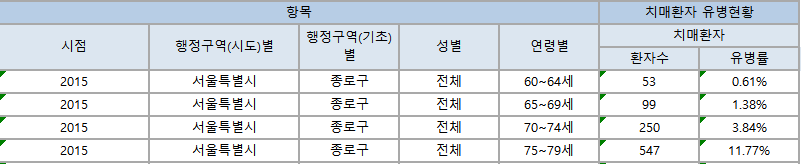 항목 치매환자 유병현황
시점 행정구역(시도)별 행정구역(기초)별 성별 연령별 치매환자
환자수 유병률
2015 서울특별시 종로구 전체 60~64세 53 0.61%
2015 서울특별시 종로구 전체 65~69세 99 1.38%
2015 서울특별시 종로구 전체 70~74세 250 3.84%
2015 서울특별시 종로구 전체 75~79세 547 11.77%